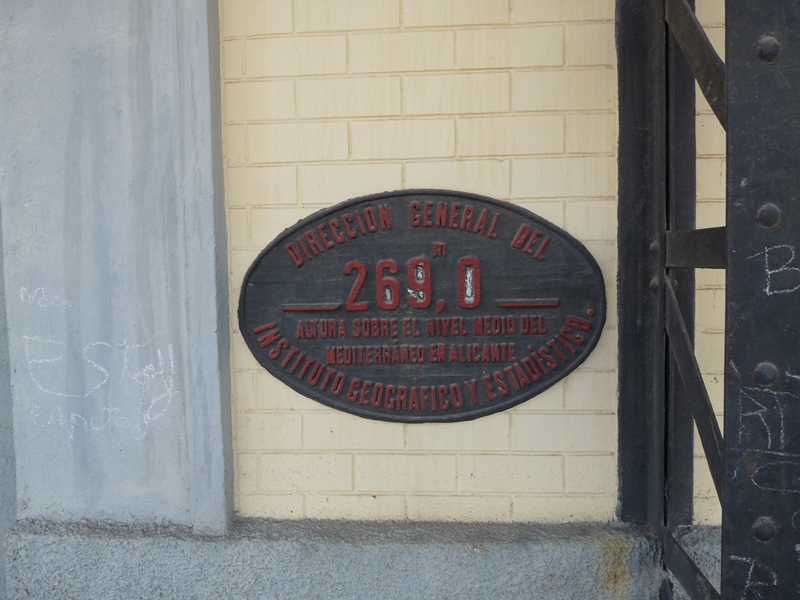 DIRECCIÓN GENERAL DEL
m
269,0
ALTURA SOBRE EL NIVEL MEDIO DEL
MEDITERRÁNEO EN ALICANTE
INSTITUTO GEOGRÁFICO Y ESTADÍSTICO.